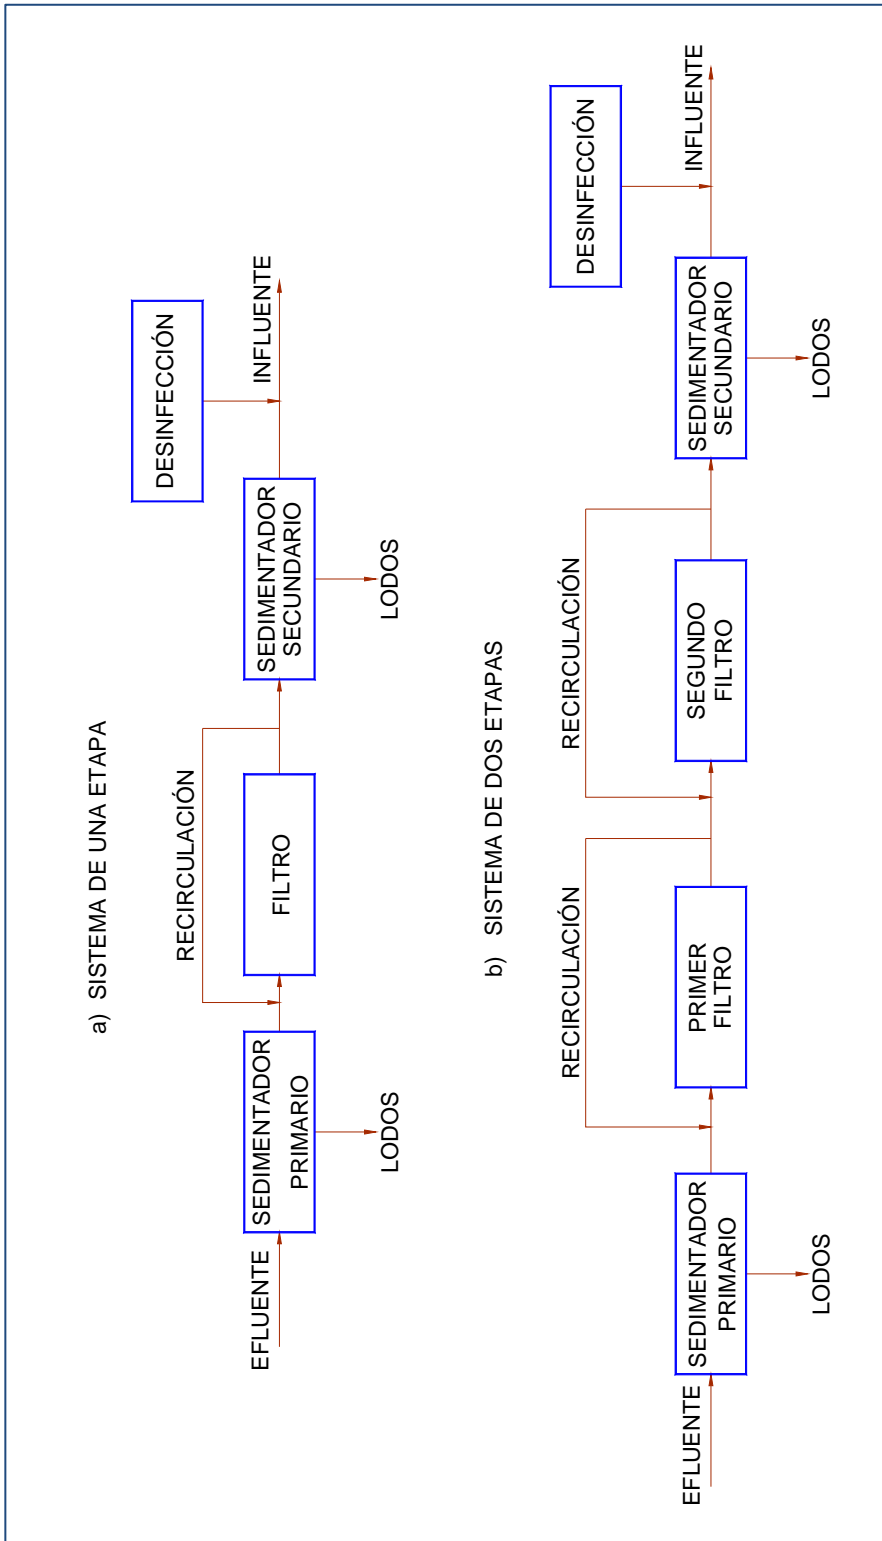 a) SISTEMA DE UNA ETAPA
EFLUENTE
SEDIMENTADOR
PRIMARIO
LODOS
RECIRCULACIÓN
FILTRO
SEDIMENTADOR
SECUNDARIO
LODOS
DESINFECCIÓN
INFLUENTE
b) SISTEMA DE DOS ETAPAS
EFLUENTE
SEDIMENTADOR
PRIMARIO
LODOS
RECIRCULACIÓN
PRIMER
FILTRO
RECIRCULACIÓN
SEGUNDO
FILTRO
SEDIMENTADOR
SECUNDARIO
LODOS
DESINFECCIÓN
INFLUENTE